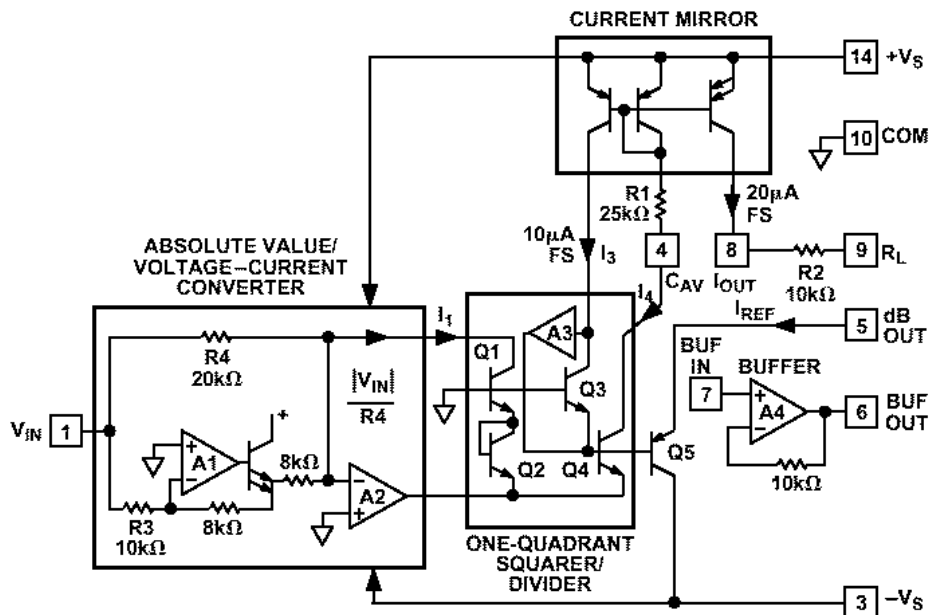 CURRENT MIRROR
14 +VS
10 COM
R1
25kΩ
20μA
FS
10μA
FS
I3
4
CAV
8
IOUT
R2
10kΩ
9 RL
ABSOLUTE VALUE/
VOLTAGE–CURRENT
CONVERTER
I4
IREF
5 dB
OUT
I1
A3
Q1
Q3
R4
20kΩ
|VIN|
R4
BUF
IN
7
BUFFER
+
A4
−
6 BUF
OUT
10kΩ
VIN 1
+
+
A1
−
8kΩ
−
A2
+
Q2
Q4
Q5
R3
10kΩ
8kΩ
ONE-QUADRANT
SQUARER/
DIVIDER
3 −VS